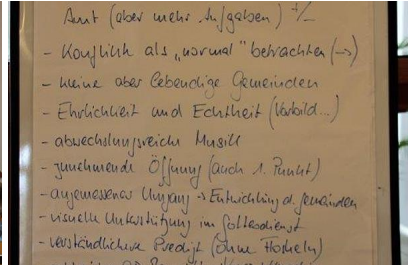 Amt (aber mehr Aufgaben) +/-
- Konflikte als „normal" betrachten (→)
- kleine aber lebendige Gemeinden
- Ehrlichkeit und Echtheit (Vorbild...)
- abwechslungsreiche Musik
- zunehmende Öffnung (auch 1. Punkt)
- angemessener Umgang → Entwicklung d. Gemeinden
- visuelle Unterstützung im Gottesdienst
- verständlichere Predigt (ohne Floskeln)